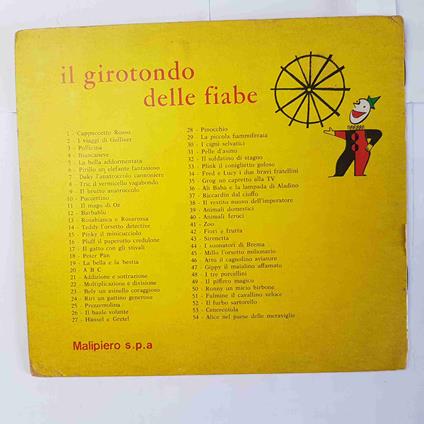 il girotondo
delle fiabe
1 - Cappuccetto Rosso
2 - I viaggi di Gulliver
3 - Pollicina
4 - Biancaneve
5 - La bella addormentata
6 - Pirillo un elefante fantasioso
7 - Daky l'anatroccolo canterino
8 - Tric il vermicello vagabondo
9 - Il brutto anatroccolo
10 - Pucettino
11 - Il mago di Oz
12 - Barbablù
13 - Rosabianca e Rosarossa
14 - Teddy l'orsetto detective
15 - Pinky il miniccuccio
16 - Pluff il paperotto credulone
17 - Il gatto con gli stivali
18 - Peter Pan
19 - La bella e la bestia
20 - A B C
21 - Addizione e sottrazione
22 - Moltiplicazione e divisione
23 - Bely un asinello coraggioso
24 - Riri un gattino generoso
25 - Prezzemolina
26 - Il baule volante
27 - Hänsel e Gretel
28 - Pinocchio
29 - La piccola fiammiferaia
30 - I cigni selvatici
31 - Pelle d'asino
32 - Il soldatino di stagno
33 - Plink il coniglietto goloso
34 - Fred e Lucy i due bravi fratellini
35 - Grog un capretto alla TV
36 - Ali Baba e la lampada di Aladino
37 - Riccardin dal ciuffo
38 - Il vestito nuovo dell'imperatore
39 - Animali domestici
40 - Animali feroci
41 - Zoo
42 - Fiori e frutta
43 - Sirenetta
44 - I suonatori di Brema
45 - Millo l'orsetto milionario
46 - Artù il cagnolino aviatore
47 - Gippy il maialino affamato
48 - I tre porcellini
49 - Il piffero magico
50 - Ronny un micio birbone
51 - Fulmine il cavallino veloce
52 - Il furbo sartorello
53 - Cenerentola
54 - Alice nel paese delle meraviglie
Malipiero s.p.a